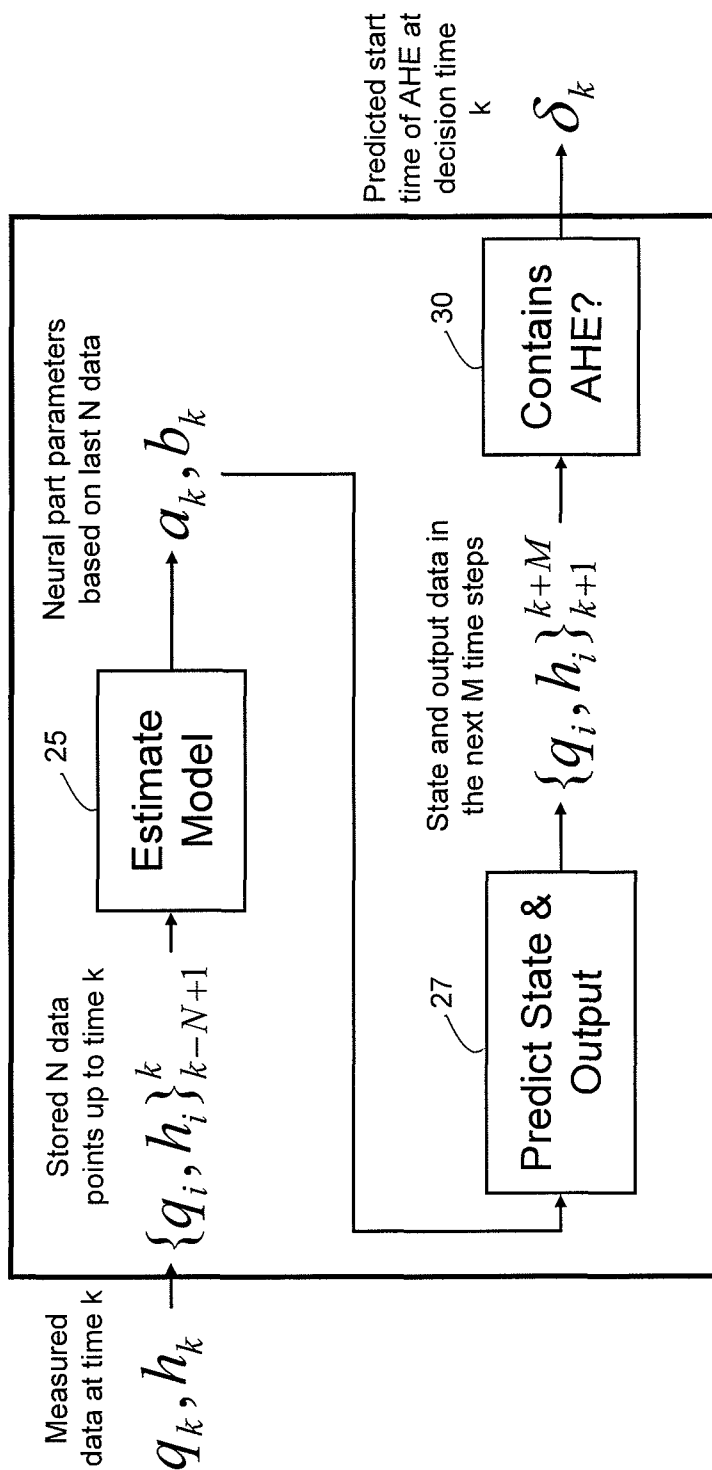 Measured
data at time k
q_k, h_k
Stored N data
points up to time k
{q_i, h_i}_{k-N+1}^k
25
Estimate
Model
Neural part parameters
based on last N data
a_k, b_k
27
Predict State &
Output
State and output data in
the next M time steps
{q_i, h_i}_{k+1}^{k+M}
30
Contains
AHE?
Predicted start
time of AHE at
decision time
k
δ_k